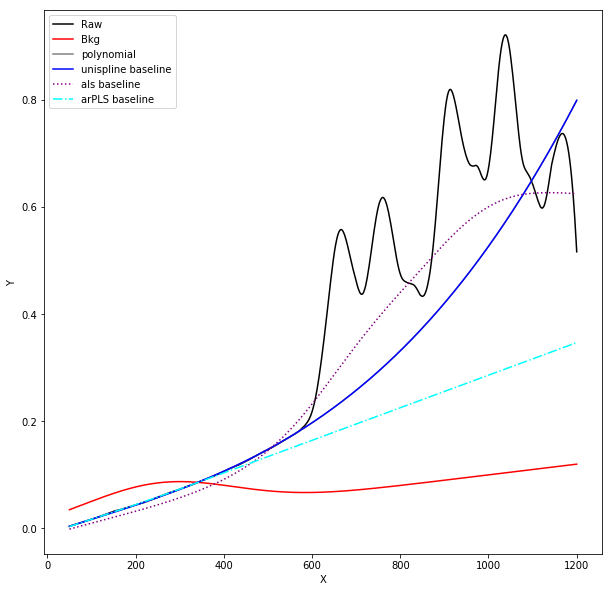 Raw
Bkg
polynomial
unispline baseline
als baseline
arPLS baseline
0.8
0.6
0.4
0.2
0.0
Y
0 200 400 600 800 1000 1200
X